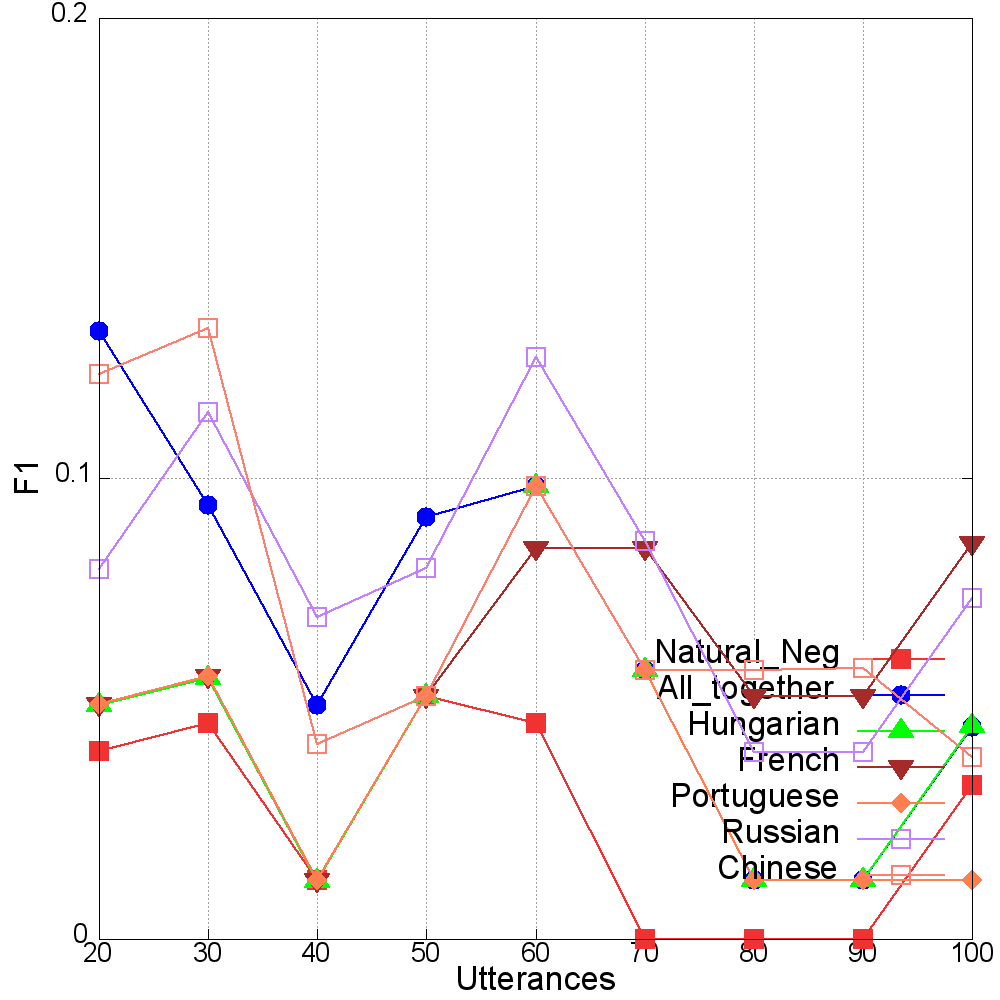 0.2
F1
0.1
0
Natural_Neg
All_together
Hungarian
French
Portuguese
Russian
Chinese
20 30 40 50 60 70 80 90 100
Utterances